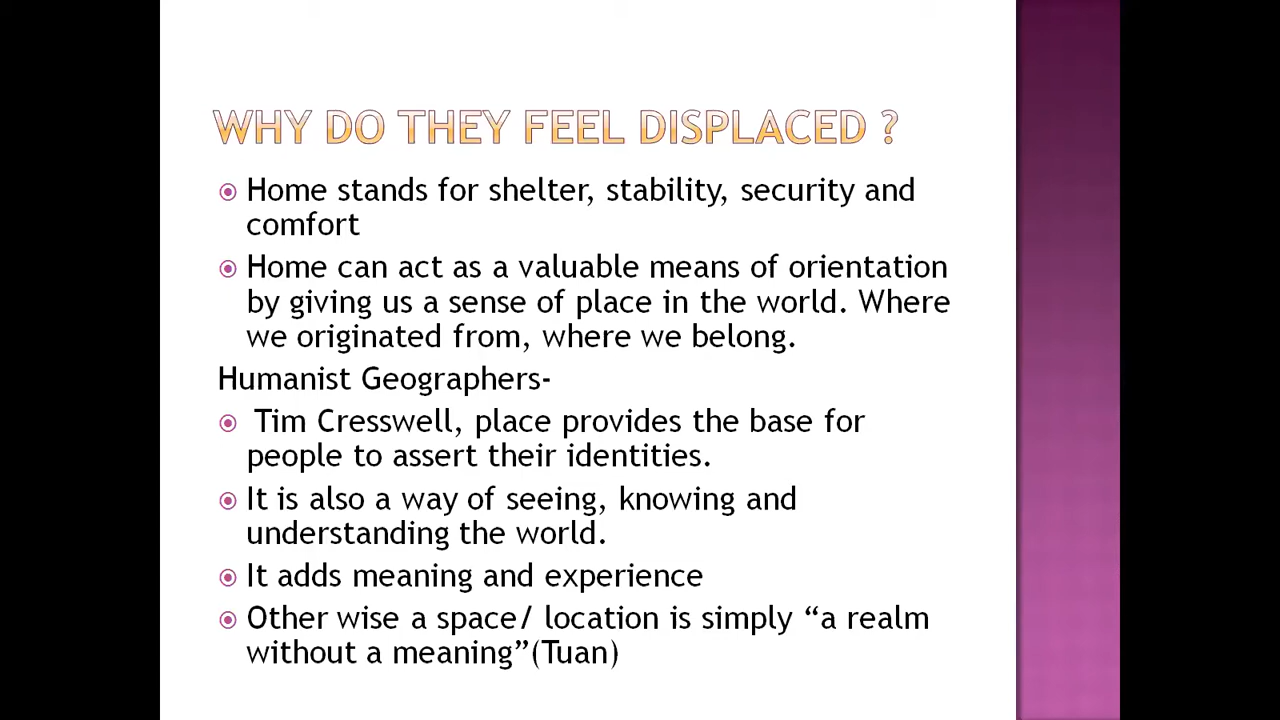 WHY DO THEY FEEL DISPLACED ?
Home stands for shelter, stability, security and
comfort
Home can act as a valuable means of orientation
by giving us a sense of place in the world. Where
we originated from, where we belong.
Humanist Geographers-
Tim Cresswell, place provides the base for
people to assert their identities.
It is also a way of seeing, knowing and
understanding the world.
It adds meaning and experience
Other wise a space/ location is simply “a realm
without a meaning”(Tuan)